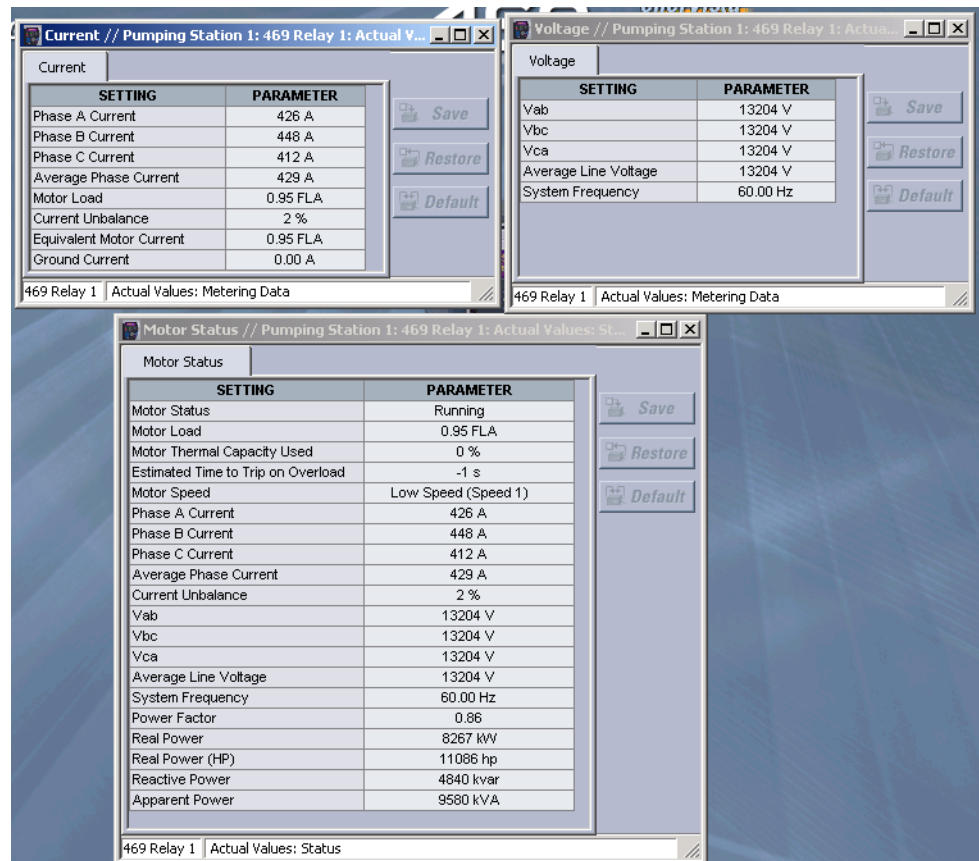 Current // Pumping Station 1: 469 Relay 1: Actual V...
Current
SETTING PARAMETER
Phase A Current 426 A
Phase B Current 448 A
Phase C Current 412 A
Average Phase Current 429 A
Motor Load 0.95 FLA
Current Unbalance 2 %
Equivalent Motor Current 0.95 FLA
Ground Current 0.00 A
Save
Restore
Default
469 Relay 1 Actual Values: Metering Data
Voltage // Pumping Station 1: 469 Relay 1: Actua...
Voltage
SETTING PARAMETER
Vab 13204 V
Vbc 13204 V
Vca 13204 V
Average Line Voltage 13204 V
System Frequency 60.00 Hz
Save
Restore
Default
469 Relay 1 Actual Values: Metering Data
Motor Status // Pumping Station 1: 469 Relay 1: Actual Values: St...
Motor Status
SETTING PARAMETER
Motor Status Running
Motor Load 0.95 FLA
Motor Thermal Capacity Used 0 %
Estimated Time to Trip on Overload -1 s
Motor Speed Low Speed (Speed 1)
Phase A Current 426 A
Phase B Current 448 A
Phase C Current 412 A
Average Phase Current 429 A
Current Unbalance 2 %
Vab 13204 V
Vbc 13204 V
Vca 13204 V
Average Line Voltage 13204 V
System Frequency 60.00 Hz
Power Factor 0.86
Real Power 8267 kW
Real Power (HP) 11086 hp
Reactive Power 4840 kvar
Apparent Power 9580 kVA
Save
Restore
Default
469 Relay 1 Actual Values: Status